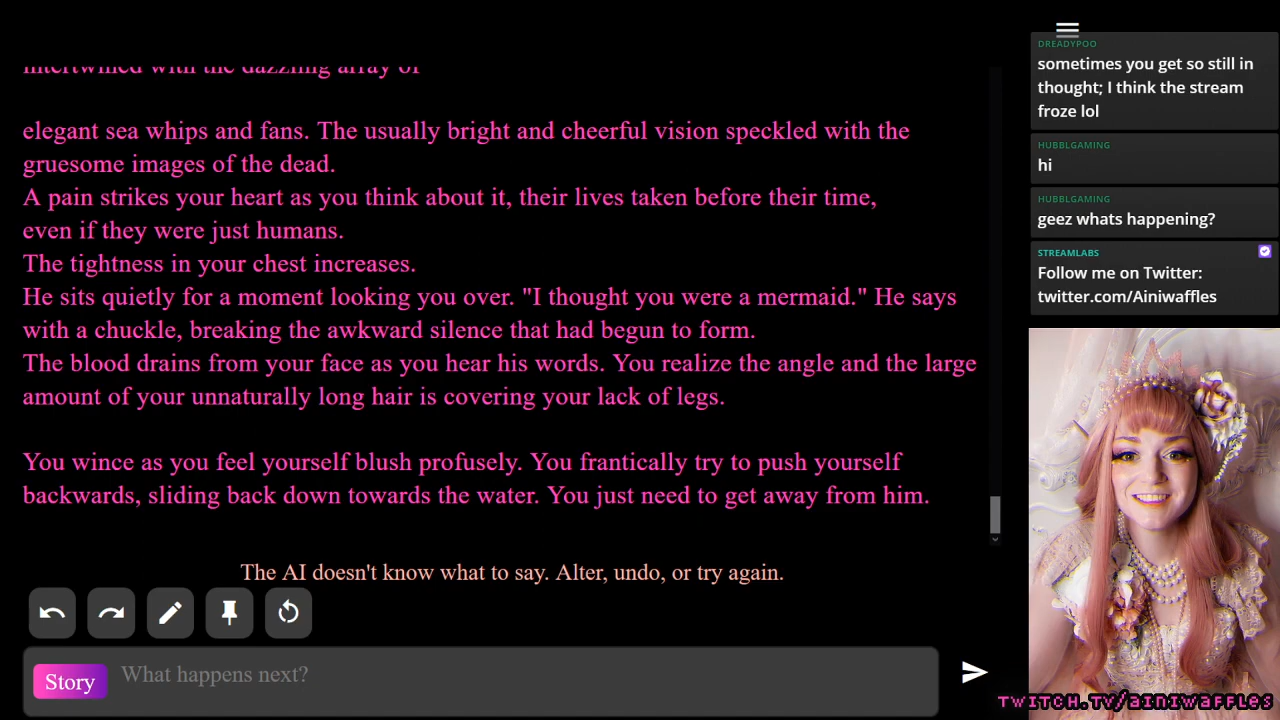 intertwined with the dazzling array of
elegant sea whips and fans. The usually bright and cheerful vision speckled with the
gruesome images of the dead.
A pain strikes your heart as you think about it, their lives taken before their time,
even if they were just humans.
The tightness in your chest increases.
He sits quietly for a moment looking you over. "I thought you were a mermaid." He says
with a chuckle, breaking the awkward silence that had begun to form.
The blood drains from your face as you hear his words. You realize the angle and the large
amount of your unnaturally long hair is covering your lack of legs.
You wince as you feel yourself blush profusely. You frantically try to push yourself
backwards, sliding back down towards the water. You just need to get away from him.
The AI doesn't know what to say. Alter, undo, or try again.
Story
What happens next?
DREADYPOO
sometimes you get so still in
thought; I think the stream
froze lol
HUBBLGAMING
hi
HUBBLGAMING
geez whats happening?
STREAMLABS
Follow me on Twitter:
twitter.com/Ainiwaffles
TWITCH.TV/AINIWAFFLES